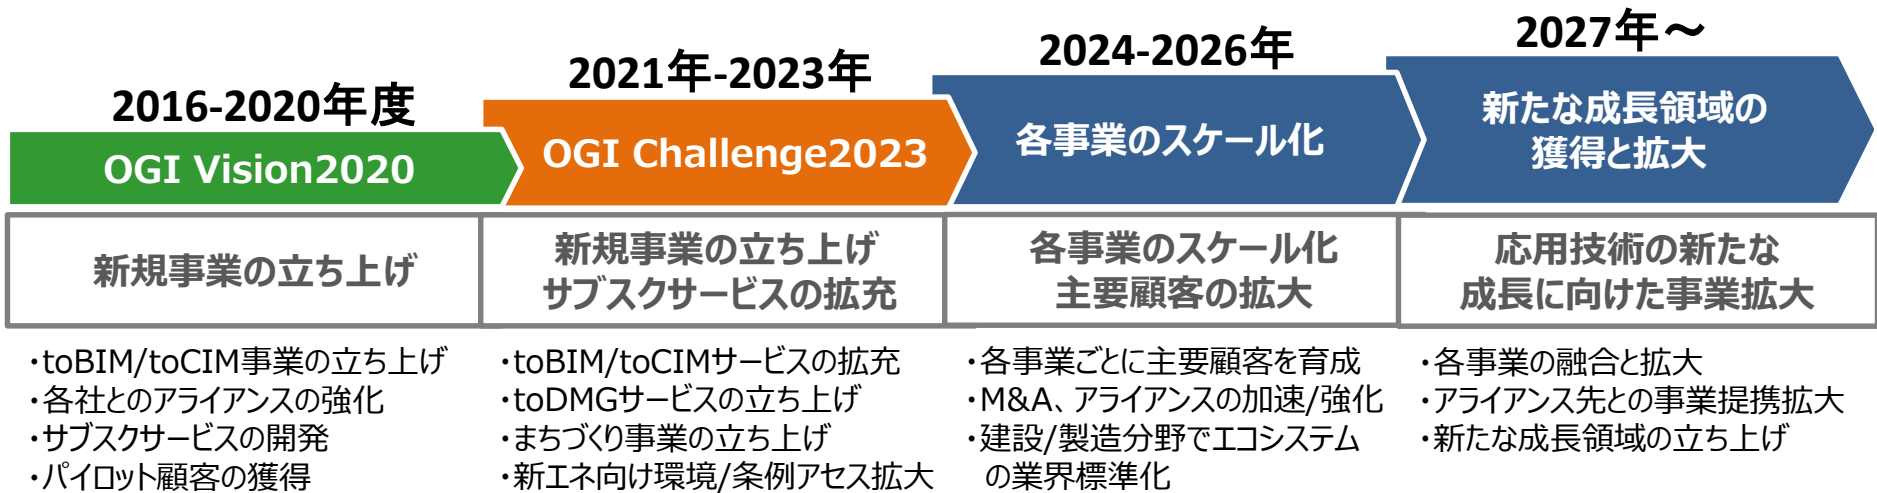 2016-2020年度
OGI Vision2020
新規事業の立ち上げ
・toBIM/toCIM事業の立ち上げ
・各社とのアライアンスの強化
・サブスクサービスの開発
・パイロット顧客の獲得
2021年-2023年
OGI Challenge2023
新規事業の立ち上げ
サブスクサービスの拡充
・toBIM/toCIMサービスの拡充
・toDMGサービスの立ち上げ
・まちづくり事業の立ち上げ
・新エネ向け環境/条例アセス拡大
2024-2026年
各事業のスケール化
各事業のスケール化
主要顧客の拡大
・各事業ごとに主要顧客を育成
・M&A、アライアンスの加速/強化
・建設/製造分野でエコシステム
の業界標準化
2027年～
新たな成長領域の
獲得と拡大
応用技術の新たな
成長に向けた事業拡大
・各事業の融合と拡大
・アライアンス先との事業提携拡大
・新たな成長領域の立ち上げ